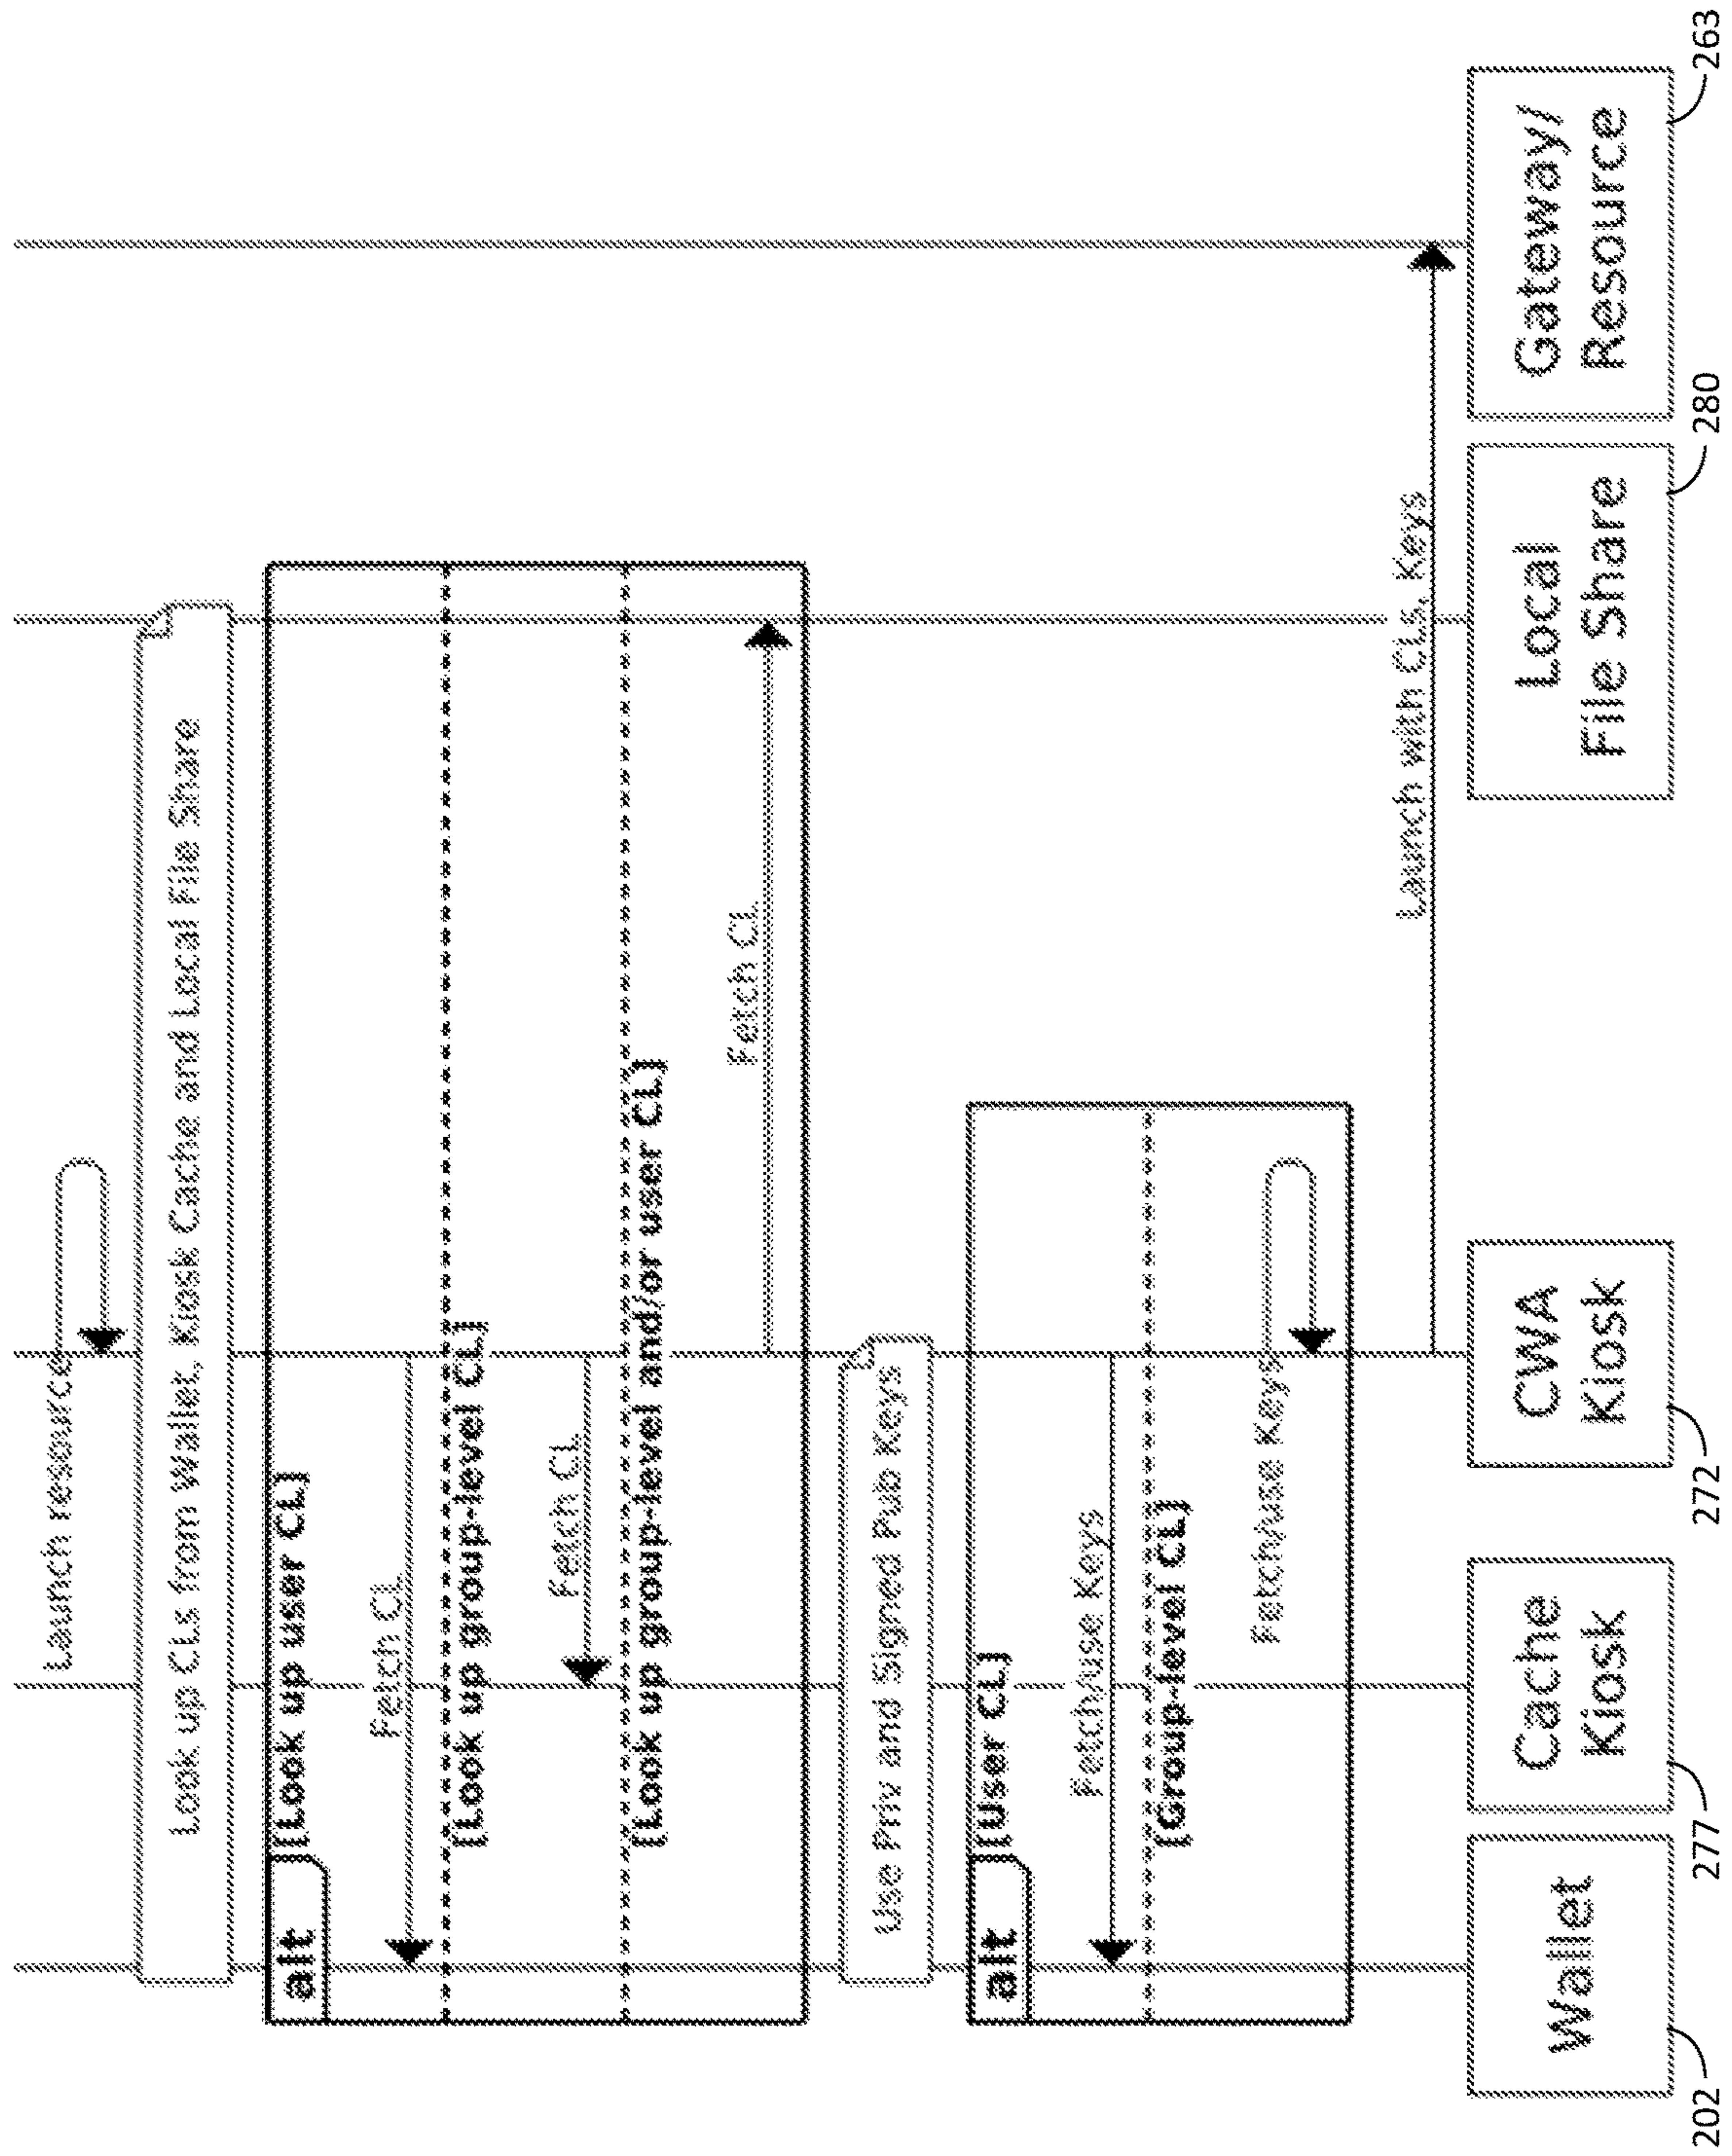 Launch resource
Look up CLs from Wallet, Kiosk Cache and Local File Share
alt
[Look up user CL]
Fetch CL
[Look up group-level CL]
Fetch CL
[Look up group-level and/or user CL]
Fetch CL
Use Priv and Signed Pub Keys
alt
[User CL]
Fetch/use Keys
[Group-level CL]
Fetch/use Keys
Launch with CLs, Keys
Wallet
Cache
Kiosk
CWA
Kiosk
Local
File Share
Gateway/
Resource
202
277
272
280
263